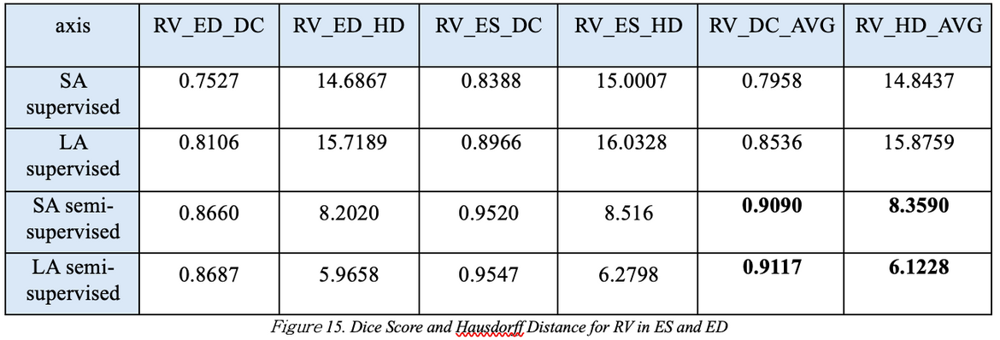 axis RV_ED_DC RV_ED_HD RV_ES_DC RV_ES_HD RV_DC_AVG RV_HD_AVG
SA supervised 0.7527 14.6867 0.8388 15.0007 0.7958 14.8437
LA supervised 0.8106 15.7189 0.8966 16.0328 0.8536 15.8759
SA semi-supervised 0.8660 8.2020 0.9520 8.516 0.9090 8.3590
LA semi-supervised 0.8687 5.9658 0.9547 6.2798 0.9117 6.1228
Figure 15. Dice Score and Hausdorff Distance for RV in ES and ED